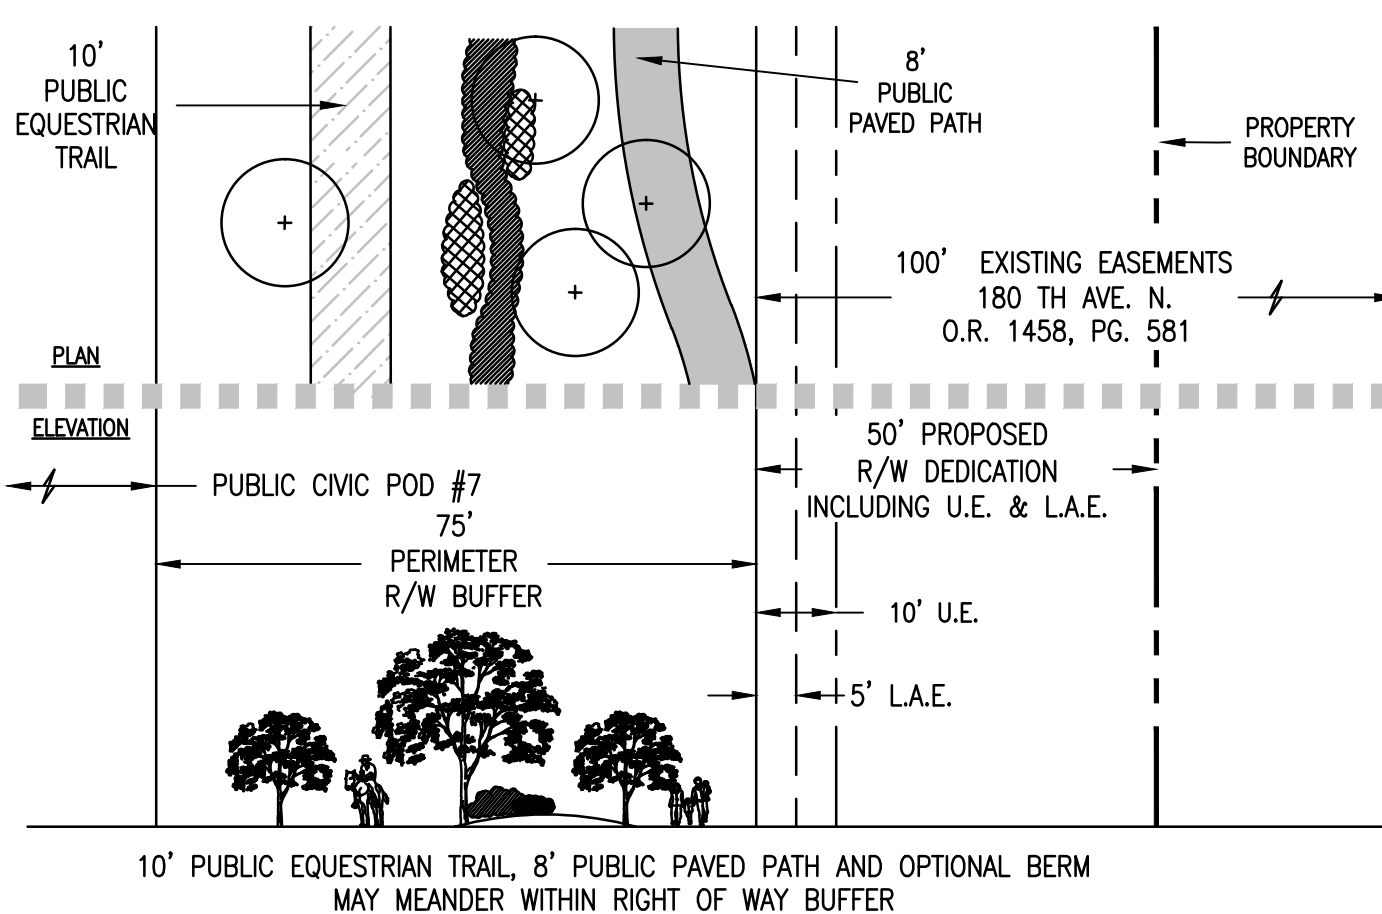 10'
PUBLIC
EQUESTRIAN
TRAIL
8'
PUBLIC
PAVED PATH
PROPERTY
BOUNDARY
100' EXISTING EASEMENTS
180 TH AVE. N.
O.R. 1458, PG. 581
PLAN
ELEVATION
50' PROPOSED
R/W DEDICATION
INCLUDING U.E. & L.A.E.
PUBLIC CIVIC POD #7
75'
PERIMETER
R/W BUFFER
10' U.E.
5' L.A.E.
10' PUBLIC EQUESTRIAN TRAIL, 8' PUBLIC PAVED PATH AND OPTIONAL BERM
MAY MEANDER WITHIN RIGHT OF WAY BUFFER